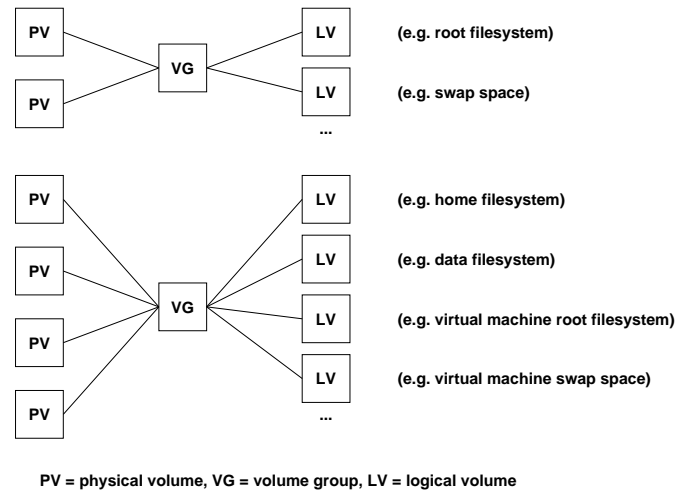 PV LV (e.g. root filesystem)
VG
PV LV (e.g. swap space)
...
PV LV (e.g. home filesystem)
PV LV (e.g. data filesystem)
VG
PV LV (e.g. virtual machine root filesystem)
PV LV (e.g. virtual machine swap space)
...
PV = physical volume, VG = volume group, LV = logical volume